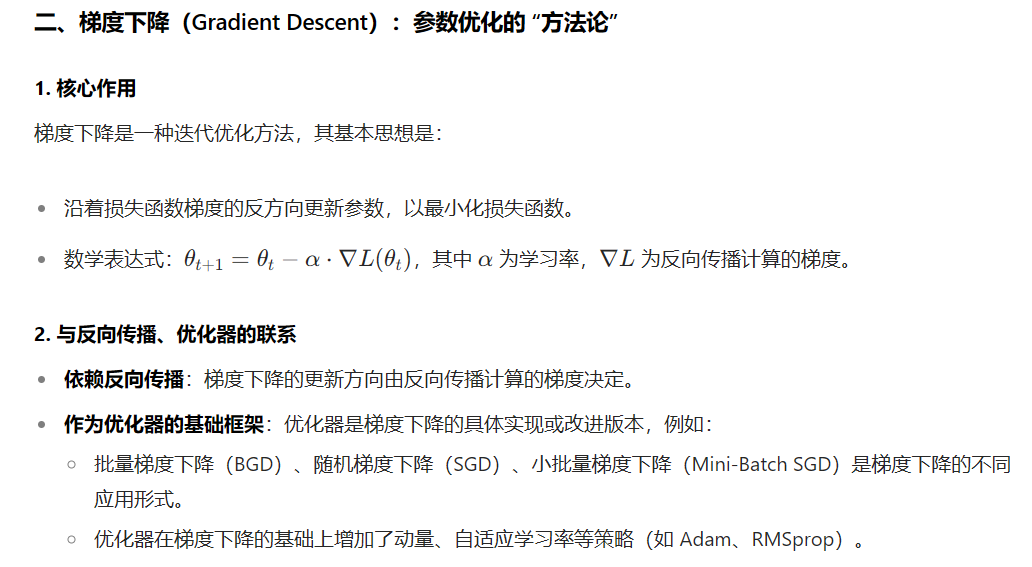 二、梯度下降（Gradient Descent）：参数优化的 “方法论”
1. 核心作用
梯度下降是一种迭代优化方法，其基本思想是：
沿着损失函数梯度的反方向更新参数，以最小化损失函数。
数学表达式：θ_{t+1} = θ_t − α · ∇L(θ_t)，其中 α 为学习率，∇L 为反向传播计算的梯度。
2. 与反向传播、优化器的联系
依赖反向传播：梯度下降的更新方向由反向传播计算的梯度决定。
作为优化器的基础框架：优化器是梯度下降的具体实现或改进版本，例如：
批量梯度下降（BGD）、随机梯度下降（SGD）、小批量梯度下降（Mini-Batch SGD）是梯度下降的不同
应用形式。
优化器在梯度下降的基础上增加了动量、自适应学习率等策略（如 Adam、RMSprop）。